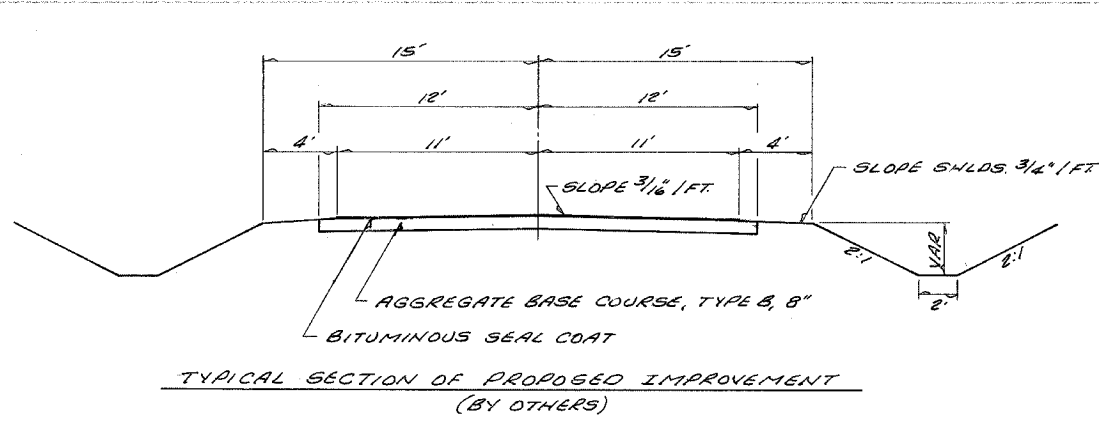 15' 15'
12' 12'
4' 11' 11' 4'
SLOPE SHLDS. 3/4" / FT.
SLOPE 3/16" / FT.
VAR
2:1 2:1
2'
AGGREGATE BASE COURSE, TYPE B, 8"
BITUMINOUS SEAL COAT
TYPICAL SECTION OF PROPOSED IMPROVEMENT
(BY OTHERS)